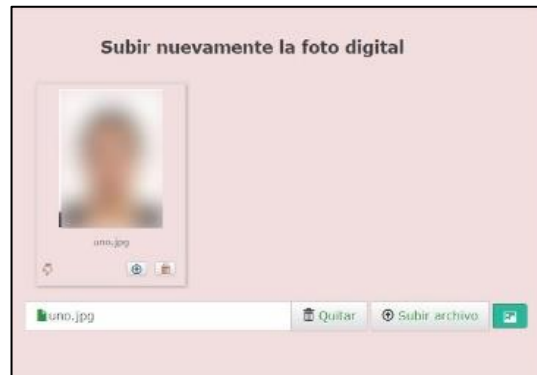 Subir nuevamente la foto digital
uno.jpg
uno.jpg Quitar Subir archivo